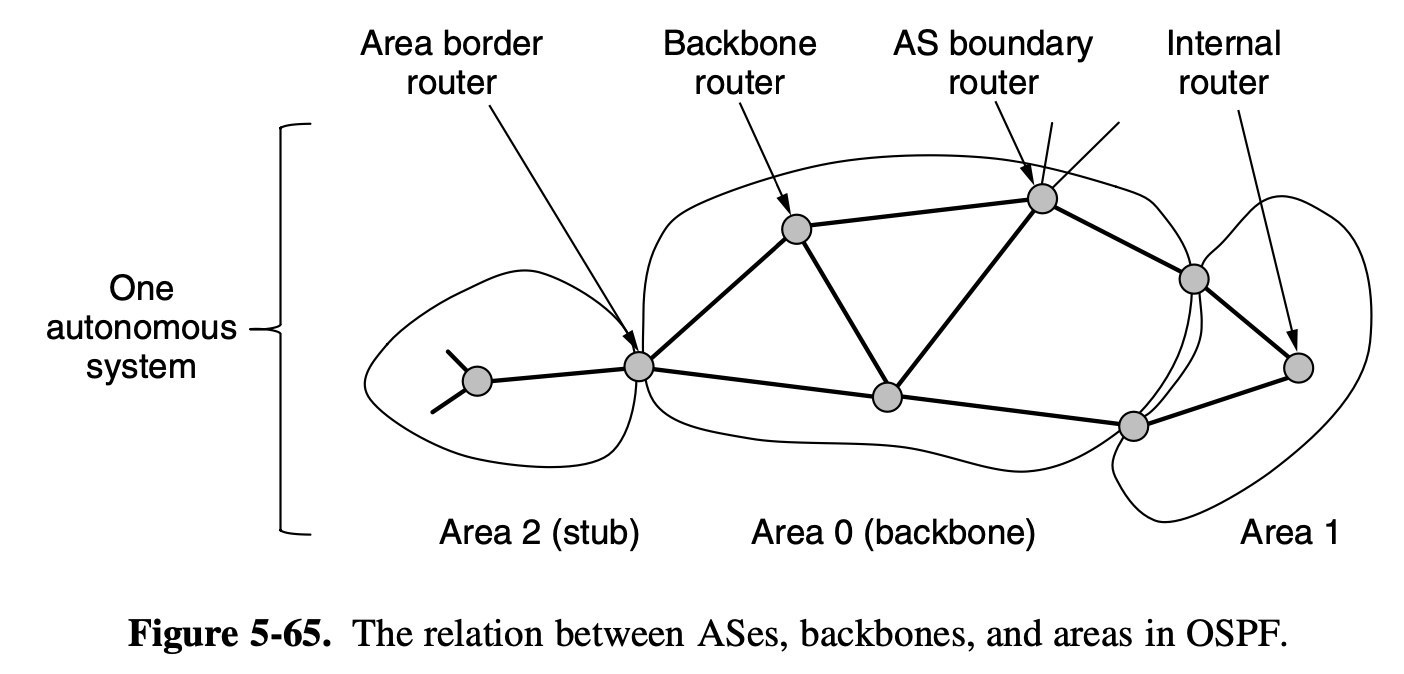 Area border
router
Backbone
router
AS boundary
router
Internal
router
One
autonomous
system
Area 2 (stub)
Area 0 (backbone)
Area 1
Figure 5-65. The relation between ASes, backbones, and areas in OSPF.